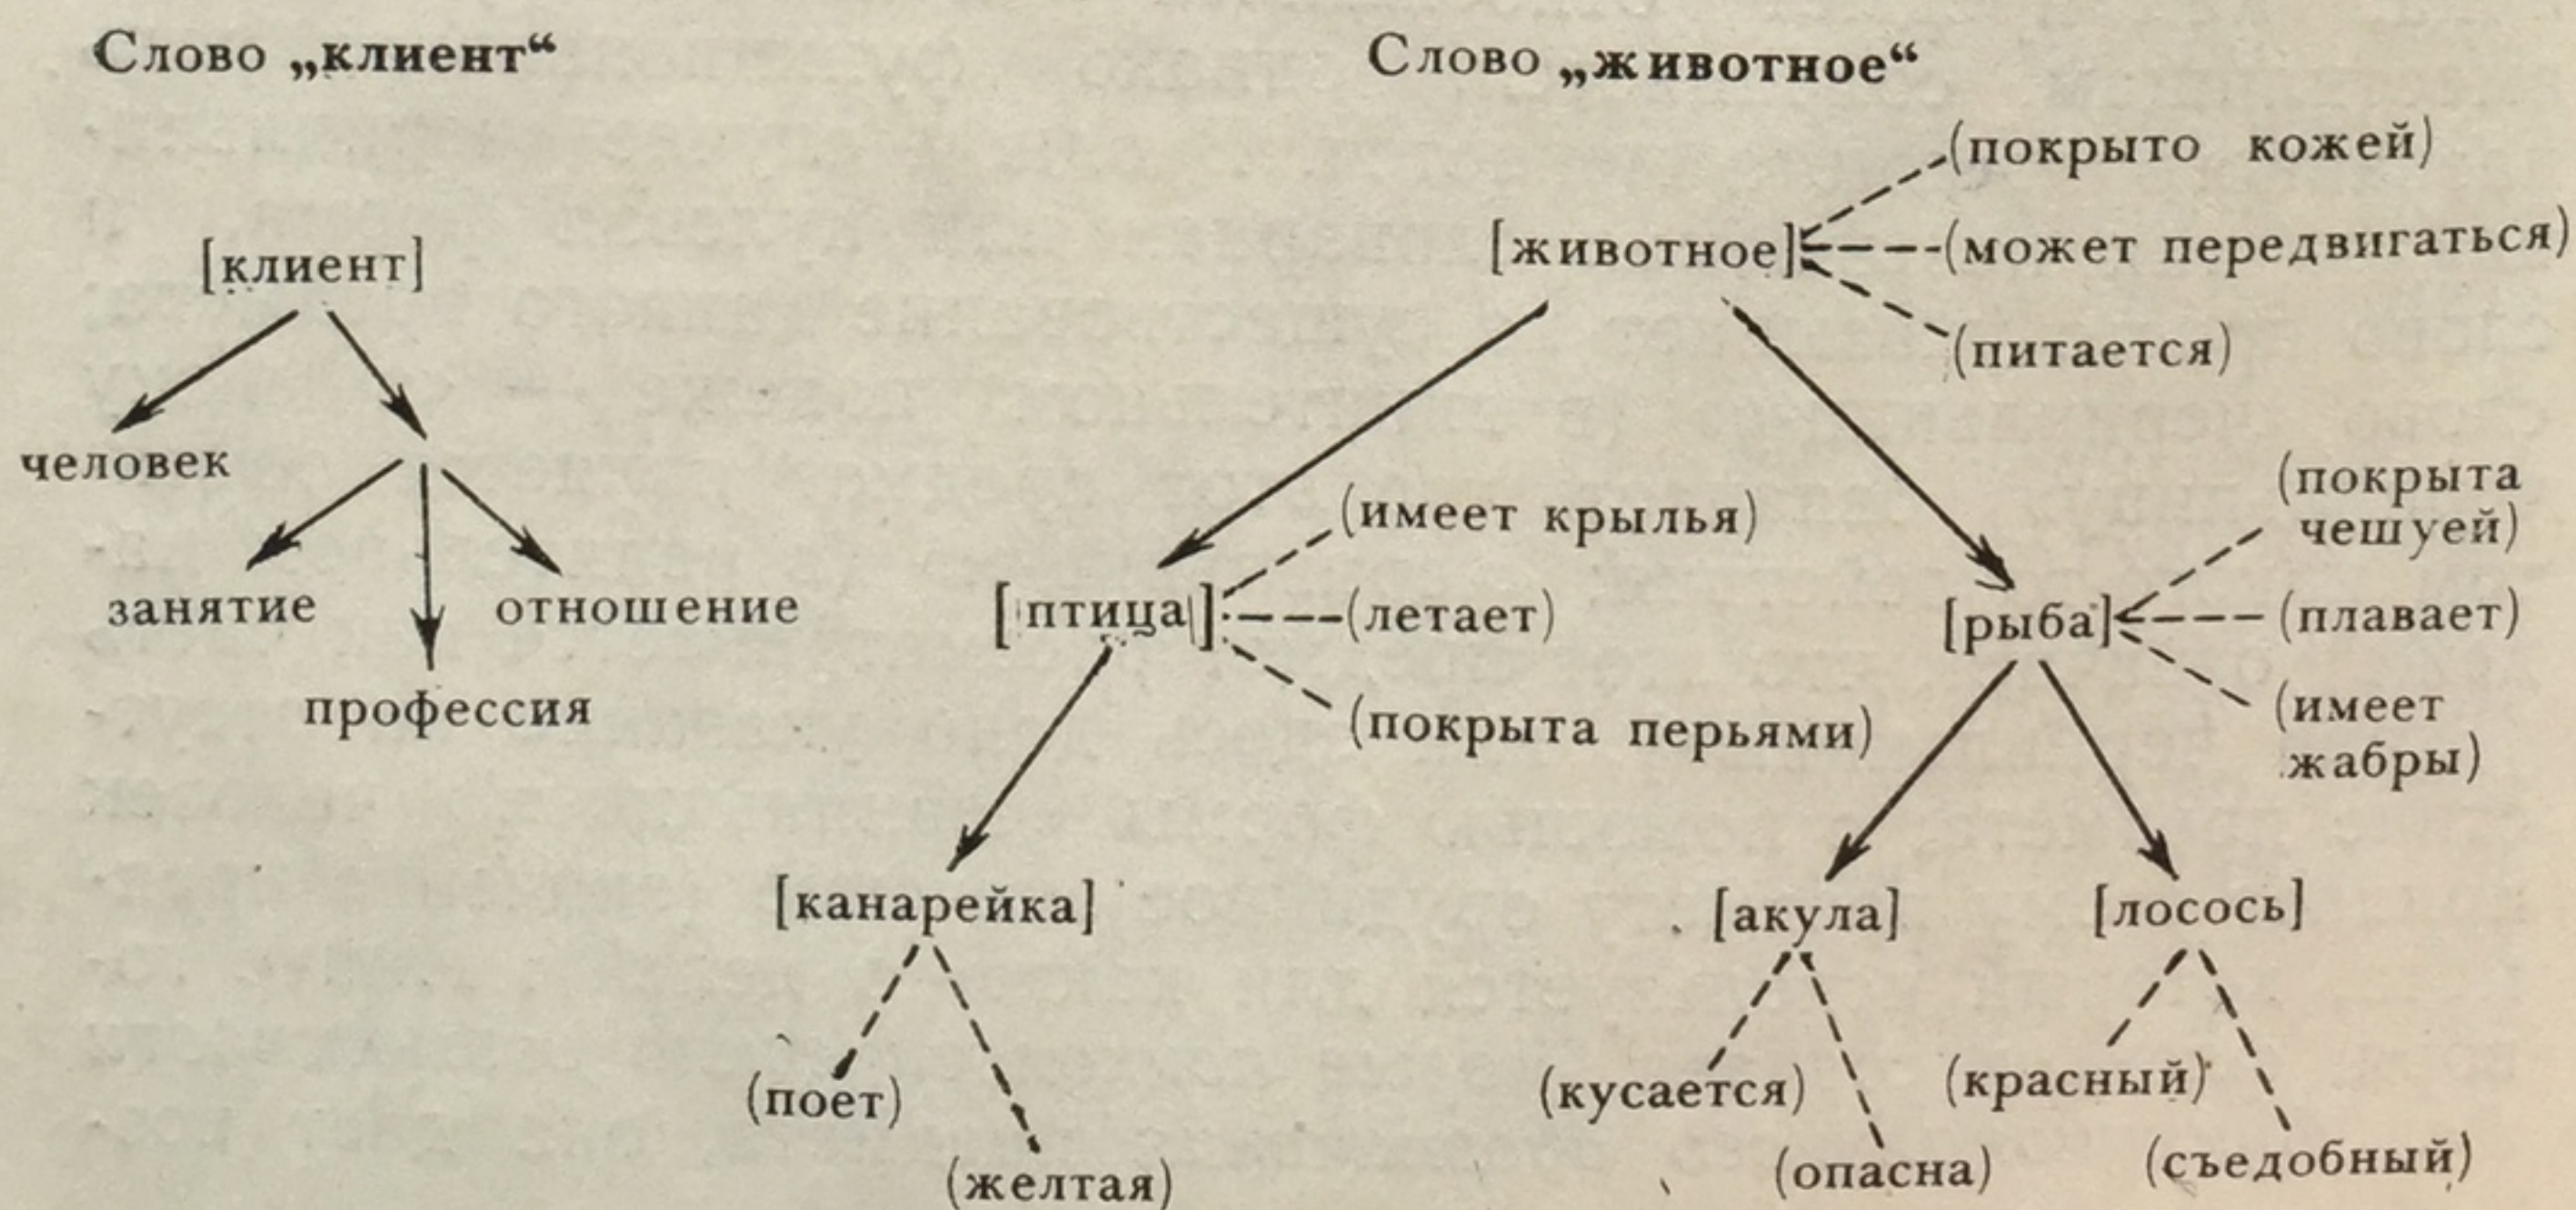 Слово „клиент“
[клиент]
человек
занятие
отношение
профессия
Слово „животное“
(покрыто кожей)
[животное]
(может передвигаться)
(питается)
(имеет крылья)
[птица]
(летает)
(покрыта перьями)
(покрыта
чешуей)
[рыба]
(плавает)
(имеет
жабры)
[канарейка]
[акула]
[лосось]
(поет)
(желтая)
(кусается)
(опасна)
(красный)
(съедобный)